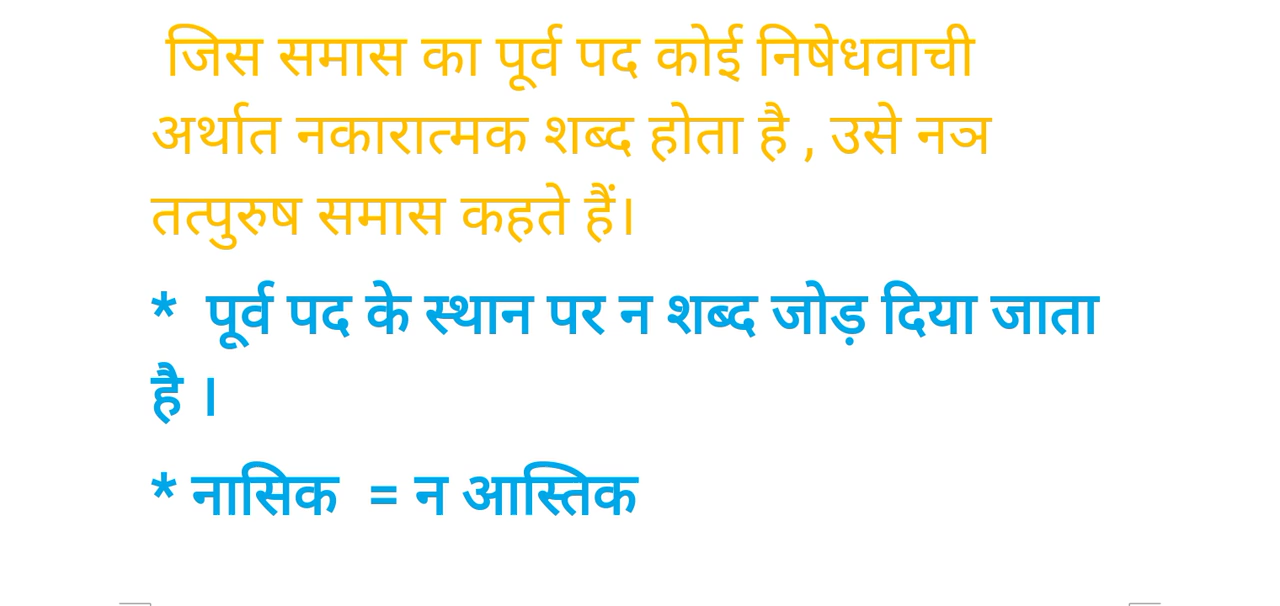 जिस समास का पूर्व पद कोई निषेधवाची
अर्थात नकारात्मक शब्द होता है , उसे नञ
तत्पुरुष समास कहते हैं।
* पूर्व पद के स्थान पर न शब्द जोड़ दिया जाता
है ।
* नासिक = न आस्तिक